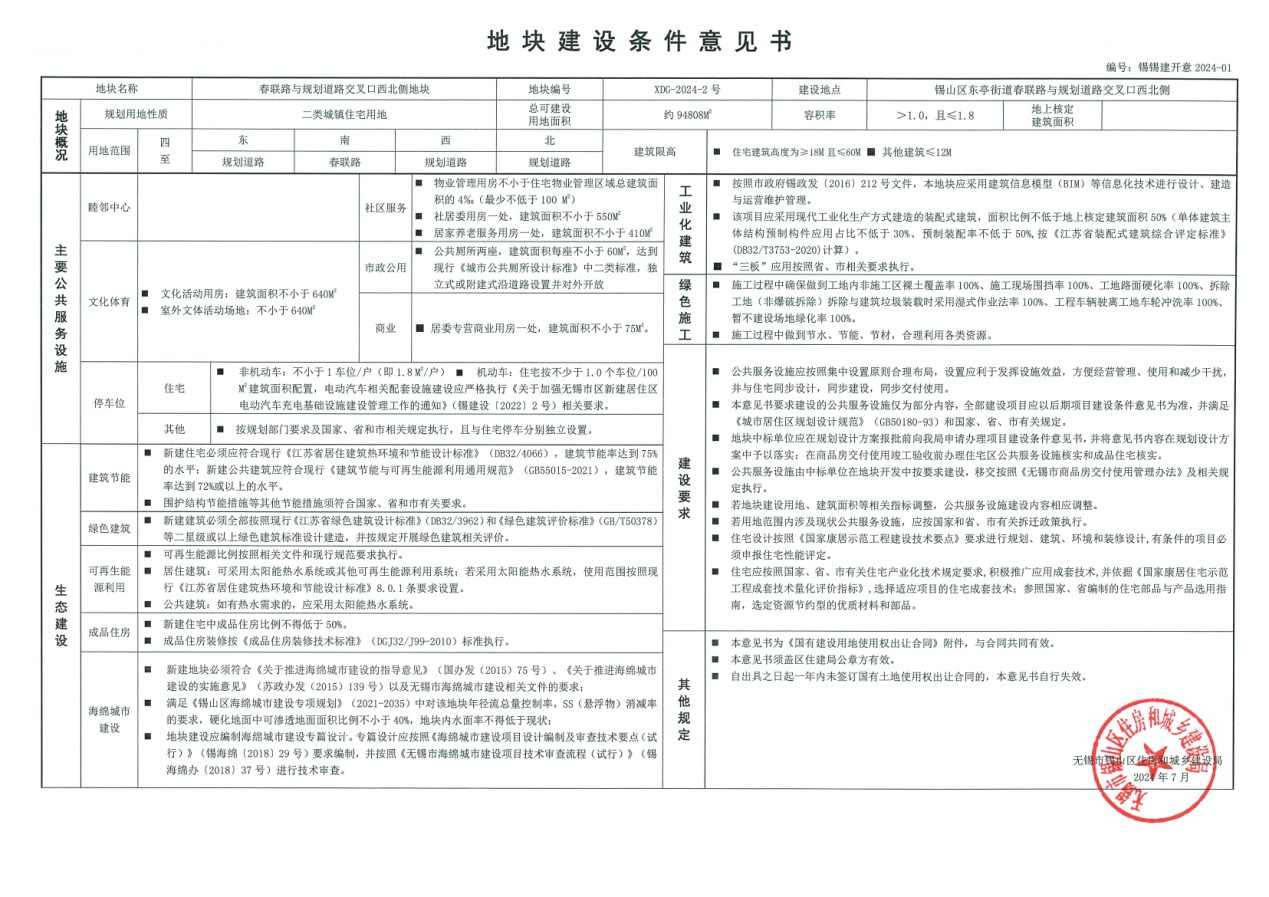 地块建设条件意见书
编号：锡锡建开意 2024-01
地块名称
春联路与规划道路交叉口西北侧地块
地块编号
XDG-2024-2 号
建设地点
锡山区东亭街道春联路与规划道路交叉口西北侧
地块概况
规划用地性质
二类城镇住宅用地
总可建设
用地面积
约 94808㎡
容积率
>1.0，且≤1.8
地上核定
建筑面积
用地范围
四
至
东
南
西
北
规划道路
春联路
规划道路
规划道路
建筑限高
■ 住宅建筑高度为≥18M 且≤60M ■ 其他建筑≤12M
主要公共服务设施
睦邻中心
社区服务
■ 物业管理用房不小于住宅物业管理区域总建筑面
积的 4‰（最少不低于 100 ㎡）
■ 社居委用房一处，建筑面积不小于 550㎡
■ 居家养老服务用房一处，建筑面积不小于 410㎡
文化体育
■ 文化活动用房：建筑面积不小于 640㎡
■ 室外文体活动场地：不小于 640㎡
市政公用
■ 公共厕所两座，建筑面积每座不小于 60㎡，达到
现行《城市公共厕所设计标准》中二类标准，独
立式或附建式沿道路设置并对外开放
商业
■ 居委专营商业用房一处，建筑面积不小于 75㎡。
停车位
住宅
■ 非机动车：不小于 1 车位/户（即 1.8 ㎡/户） ■ 机动车：住宅按不少于 1.0 个车位/100
㎡建筑面积配置，电动汽车相关配套设施建设应严格执行《关于加强无锡市区新建居住区
电动汽车充电基础设施建设管理工作的通知》（锡建设〔2022〕2 号）相关要求。
其他
■ 按规划部门要求及国家、省和市相关规定执行，且与住宅停车分别独立设置。
生态建设
建筑节能
■ 新建住宅必须应符合现行《江苏省居住建筑热环境和节能设计标准》（DB32/4066），建筑节能率达到 75%
的水平；新建公共建筑应符合现行《建筑节能与可再生能源利用通用规范》（GB55015-2021），建筑节能
率达到 72%或以上的水平。
■ 围护结构节能措施等其他节能措施须符合国家、省和市有关要求。
绿色建筑
■ 新建建筑必须全部按照现行《江苏省绿色建筑设计标准》（DB32/3962）和《绿色建筑评价标准》（GB/T50378）
等二星级或以上绿色建筑标准设计建造，并按规定开展绿色建筑相关评价。
可再生能
源利用
■ 可再生能源比例按照相关文件和现行规范要求执行。
■ 居住建筑：可采用太阳能热水系统或其他可再生能源利用系统；若采用太阳能热水系统，使用范围按照现
行《江苏省居住建筑热环境和节能设计标准》8.0.1 条要求设置。
■ 公共建筑：如有热水需求的，应采用太阳能热水系统。
成品住房
■ 新建住宅中成品住房比例不得低于 50%。
■ 成品住房装修按《成品住房装修技术标准》（DGJ32/J99-2010）标准执行。
海绵城市
建设
■ 新建地块必须符合《关于推进海绵城市建设的指导意见》（国办发（2015）75 号）、《关于推进海绵城市
建设的实施意见》（苏政办发（2015）139 号）以及无锡市海绵城市建设相关文件的要求；
■ 满足《锡山区海绵城市建设专项规划》（2021-2035）中对该地块年径流总量控制率，SS（悬浮物）消减率
的要求，硬化地面中可渗透地面面积比例不小于 40%，地块内水面率不得低于现状；
■ 地块建设应编制海绵城市建设专篇设计。专篇设计应按照《海绵城市建设项目设计编制及审查技术要点（试
行）》（锡海绵〔2018〕29 号）要求编制，并按照《无锡市海绵城市建设项目技术审查流程（试行）》（锡
海绵办〔2018〕37 号）进行技术审查。
工业化建筑
■ 按照市政府锡政发〔2016〕212 号文件，本地块应采用建筑信息模型（BIM）等信息化技术进行设计、建造
与运营维护管理。
■ 该项目应采用现代工业化生产方式建造的装配式建筑，面积比例不低于地上核定建筑面积 50%（单体建筑主
体结构预制构件应用占比不低于 30%、预制装配率不低于 50%,按《江苏省装配式建筑综合评定标准》
(DB32/T3753-2020)计算）。
■ “三板”应用按照省、市相关要求执行。
绿色施工
■ 施工过程中确保做到工地内非施工区裸土覆盖率 100%、施工现场围挡率 100%、工地路面硬化率 100%、拆除
工地（非爆破拆除）拆除与建筑垃圾装载时采用湿式作业法率 100%、工程车辆驶离工地车轮冲洗率 100%、
暂不建设场地绿化率 100%。
■ 施工过程中做到节水、节能、节材，合理利用各类资源。
建设要求
■ 公共服务设施应按照集中设置原则合理布局，设置应利于发挥设施效益，方便经营管理、使用和减少干扰，
并与住宅同步设计，同步建设，同步交付使用。
■ 本意见书要求建设的公共服务设施仅为部分内容，全部建设项目应以后期项目建设条件意见书为准，并满足
《城市居住区规划设计规范》（GB50180-93）和国家、省、市有关规定。
■ 地块中标单位应在规划设计方案报批前向我局申请办理项目建设条件意见书，并将意见书内容在规划设计方
案中予以落实；在商品房交付使用竣工验收前办理住宅区公共服务设施核实和成品住宅核实。
■ 公共服务设施由中标单位在地块开发中按要求建设，移交按照《无锡市商品房交付使用管理办法》及相关规
定执行。
■ 若地块建设用地、建筑面积等相关指标调整，公共服务设施建设内容相应调整。
■ 若用地范围内涉及现状公共服务设施，应按国家和省、市有关拆迁政策执行。
■ 住宅设计按照《国家康居示范工程建设技术要点》要求进行规划、建筑、环境和装修设计,有条件的项目必
须申报住宅性能评定。
■ 住宅应按照国家、省、市有关住宅产业化技术规定要求,积极推广应用成套技术,并依据《国家康居住宅示范
工程成套技术量化评价指标》,选择适应项目的住宅成套技术；参照国家、省编制的住宅部品与产品选用指
南，选定资源节约型的优质材料和部品。
其他规定
■ 本意见书为《国有建设用地使用权出让合同》附件，与合同共同有效。
■ 本意见书须盖区住建局公章方有效。
■ 自出具之日起一年内未签订国有土地使用权出让合同的，本意见书自行失效。
无锡市锡山区住房和城乡建设局
2024 年 7 月
无锡市锡山区住房和城乡建设局